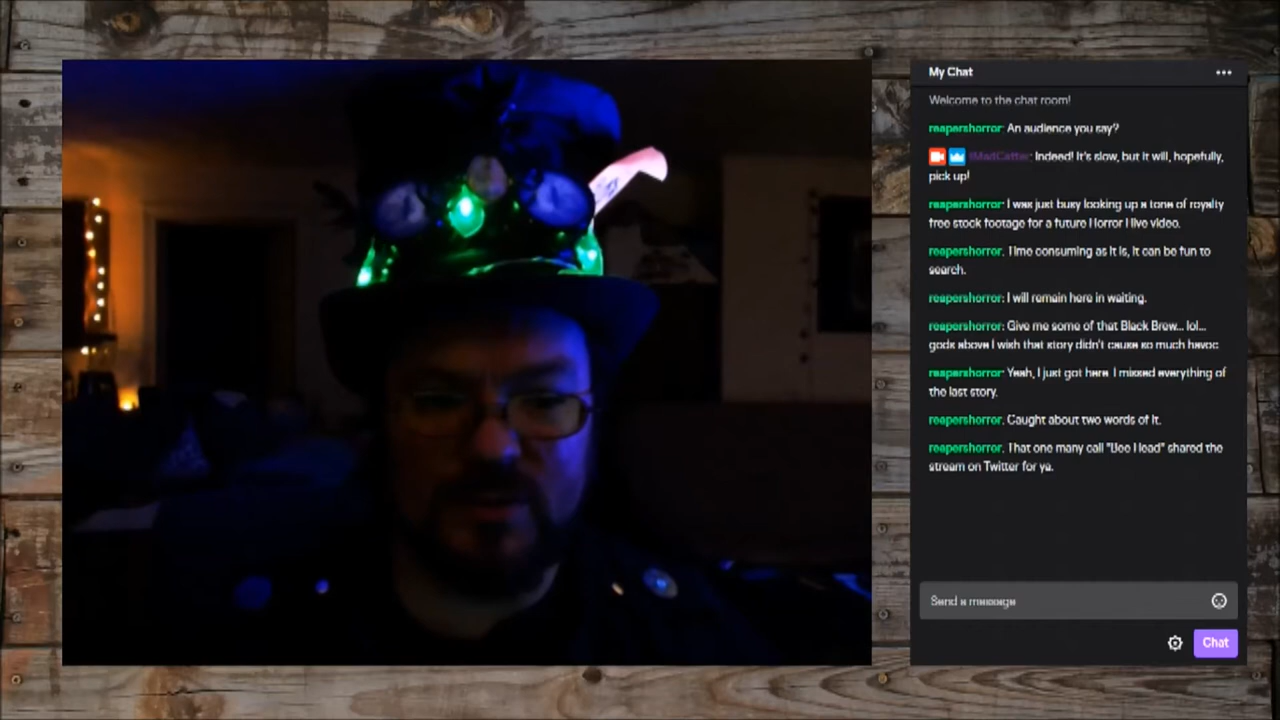 My Chat
Welcome to the chat room!
reapershorror: An audience you say?
Indeed! It's slow, but it will, hopefully,
pick up!
reapershorror: I was just busy looking up a tone of royalty
free stock footage for a future Horror Hive video.
reapershorror: Time consuming as it is, it can be fun to
search.
reapershorror: I will remain here in waiting.
reapershorror: Give me some of that Black Brew... lol...
gods above I wish that story didn't cause so much havoc.
reapershorror: Yeah, I just got here. I missed everything of
the last story.
reapershorror: Caught about two words of it.
reapershorror: That one many call "Bee Head" shared the
stream on Twitter for ya.
Send a message
Chat